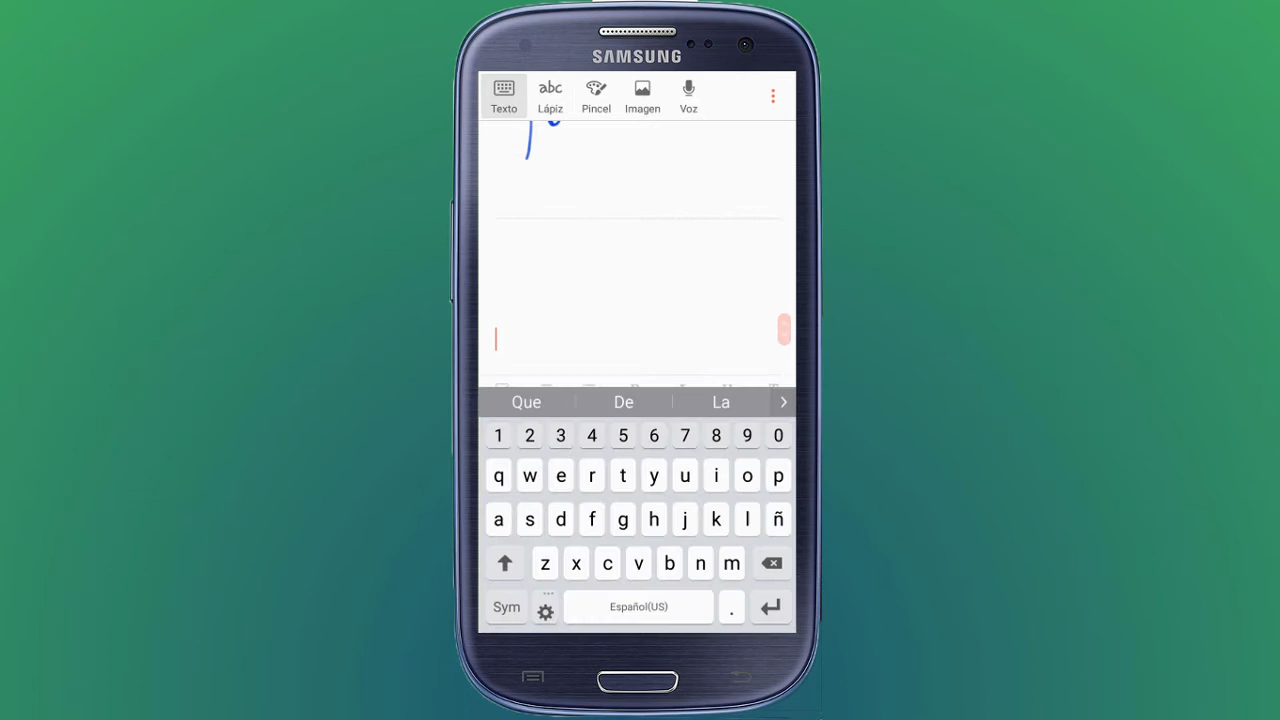 SAMSUNG
Texto Lápiz Pincel Imagen Voz
Que De La
1 2 3 4 5 6 7 8 9 0
q w e r t y u i o p
a s d f g h j k l ñ
z x c v b n m
Sym Español(US) .